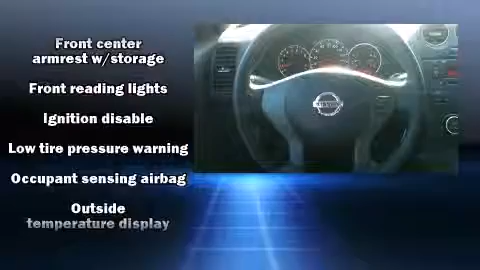 Front center
armrest w/storage
Front reading lights
Ignition disable
Low tire pressure warning
Occupant sensing airbag
Outside
temperature display
NISSAN